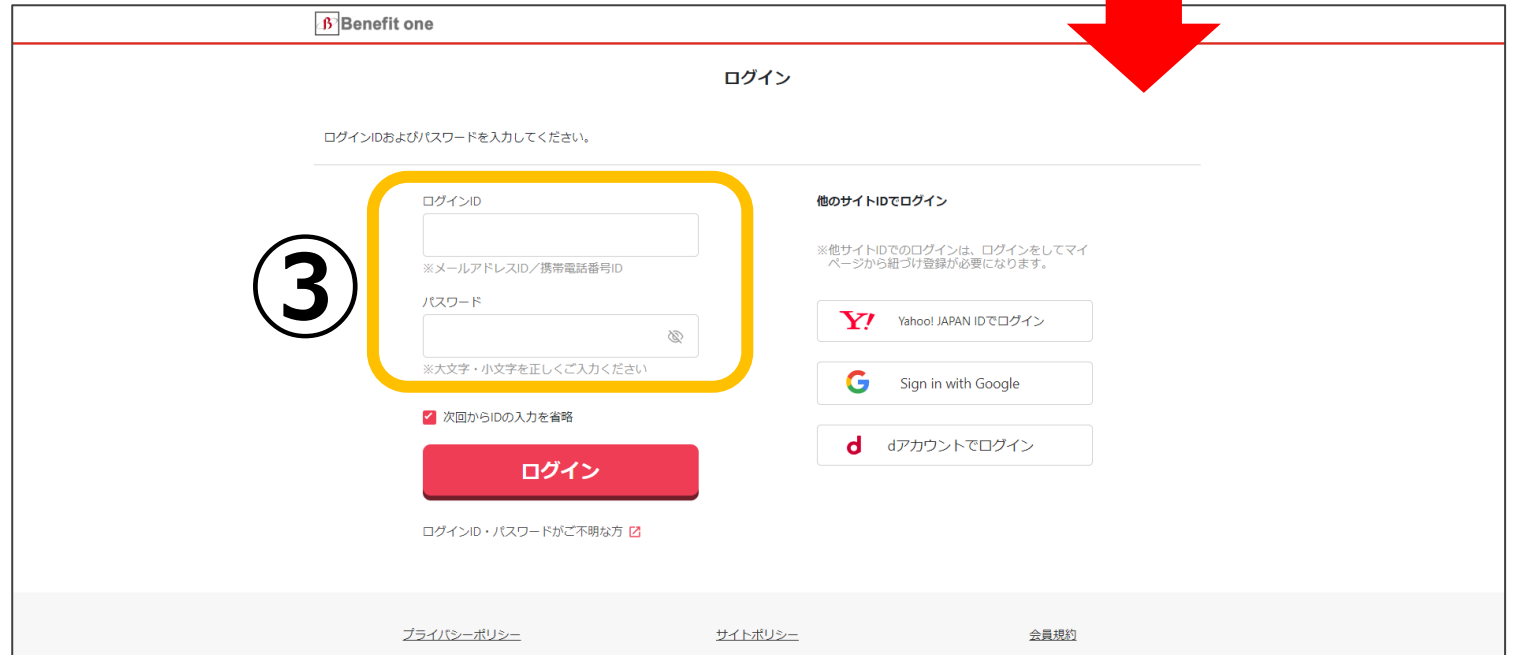 Benefit one
ログイン
ログインIDおよびパスワードを入力してください。
③
ログインID
※メールアドレスID／携帯電話番号ID
パスワード
※大文字・小文字を正しくご入力ください
次回からIDの入力を省略
ログイン
ログインID・パスワードがご不明な方
他のサイトIDでログイン
※他サイトIDでのログインは、ログインをしてマイ
ページから紐づけ登録が必要になります。
Y! Yahoo! JAPAN IDでログイン
G Sign in with Google
d dアカウントでログイン
プライバシーポリシー
サイトポリシー
会員規約